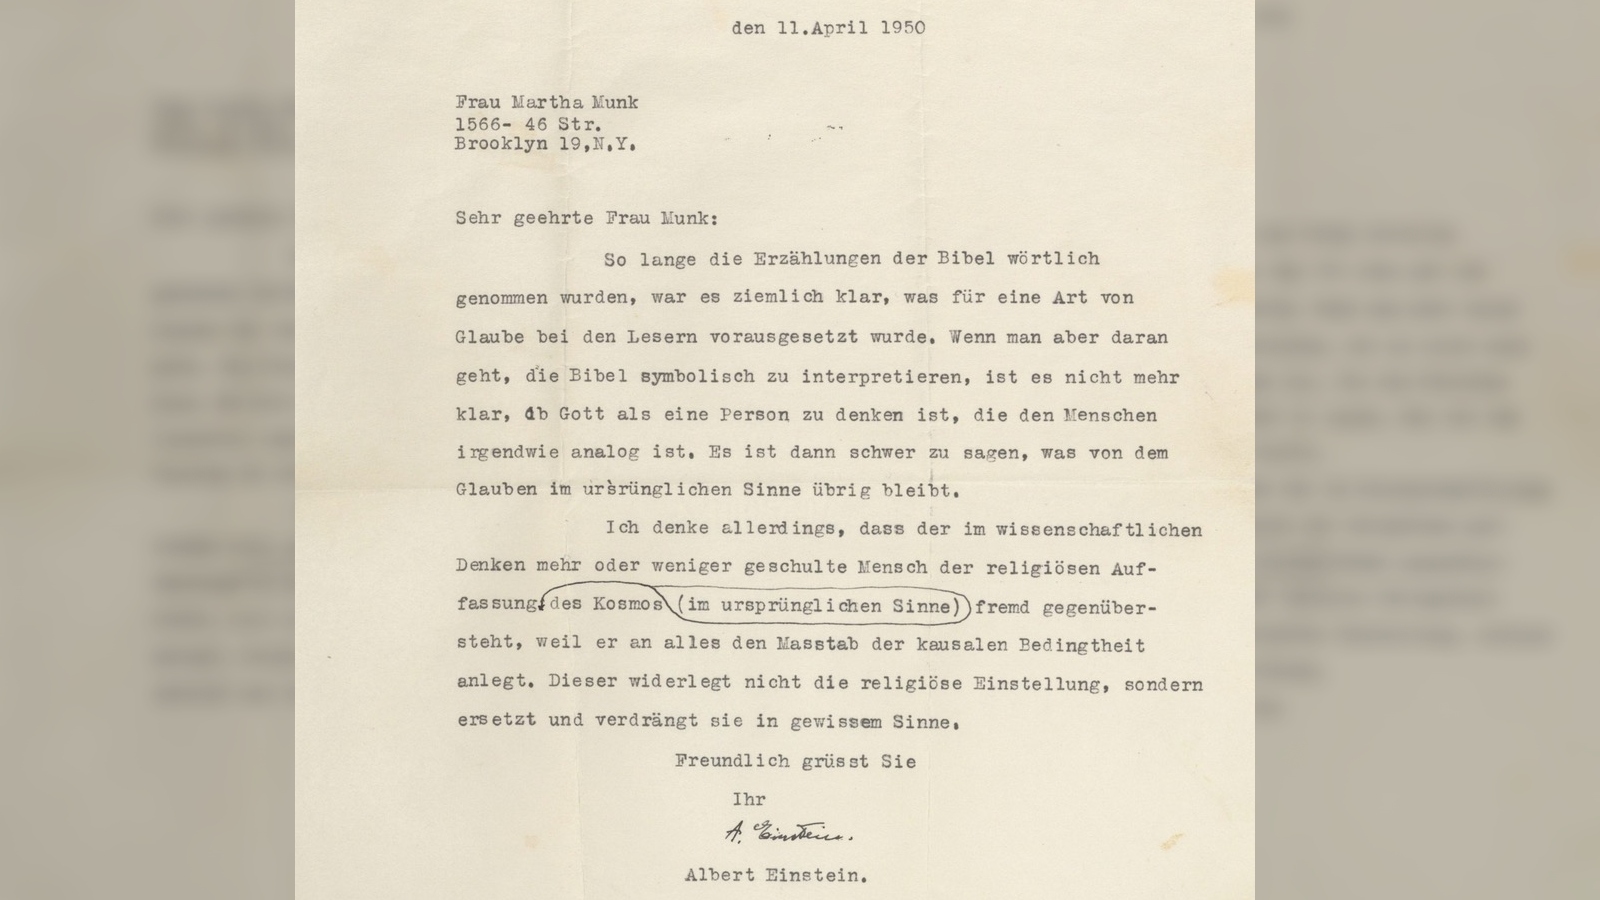 den 11.April 1950
Frau Martha Munk
1566- 46 Str.
Brooklyn 19,N.Y.
Sehr geehrte Frau Munk:
So lange die Erzählungen der Bibel wörtlich
genommen wurden, war es ziemlich klar, was für eine Art von
Glaube bei den Lesern vorausgesetzt wurde. Wenn man aber daran
geht, die Bibel symbolisch zu interpretieren, ist es nicht mehr
klar, ob Gott als eine Person zu denken ist, die den Menschen
irgendwie analog ist. Es ist dann schwer zu sagen, was von dem
Glauben im ursrünglichen Sinne übrig bleibt.
Ich denke allerdings, dass der im wissenschaftlichen
Denken mehr oder weniger geschulte Mensch der religiösen Auf-
fassung des Kosmos (im ursprünglichen Sinne) fremd gegenüber-
steht, weil er an alles den Masstab der kausalen Bedingtheit
anlegt. Dieser widerlegt nicht die religiöse Einstellung, sondern
ersetzt und verdrängt sie in gewissem Sinne.
Freundlich grüsst Sie
Ihr
A. Einstein.
Albert Einstein.